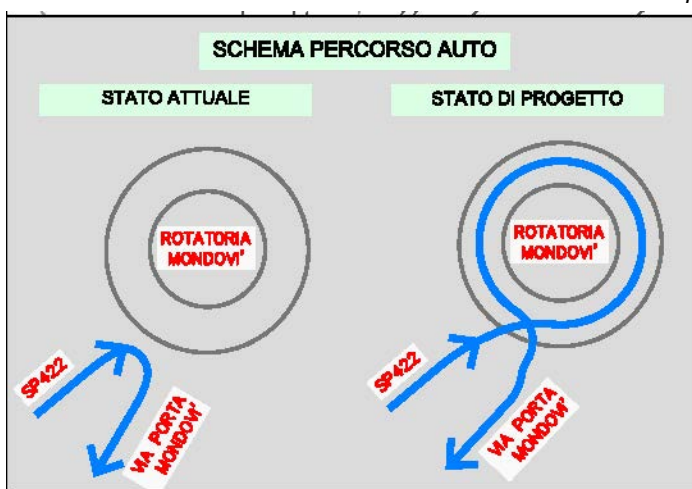 SCHEMA PERCORSO AUTO
STATO ATTUALE
STATO DI PROGETTO
ROTATORIA
MONDOVI'
ROTATORIA
MONDOVI'
SP422
VIA PORTA
MONDOVI'
SP422
VIA PORTA
MONDOVI'